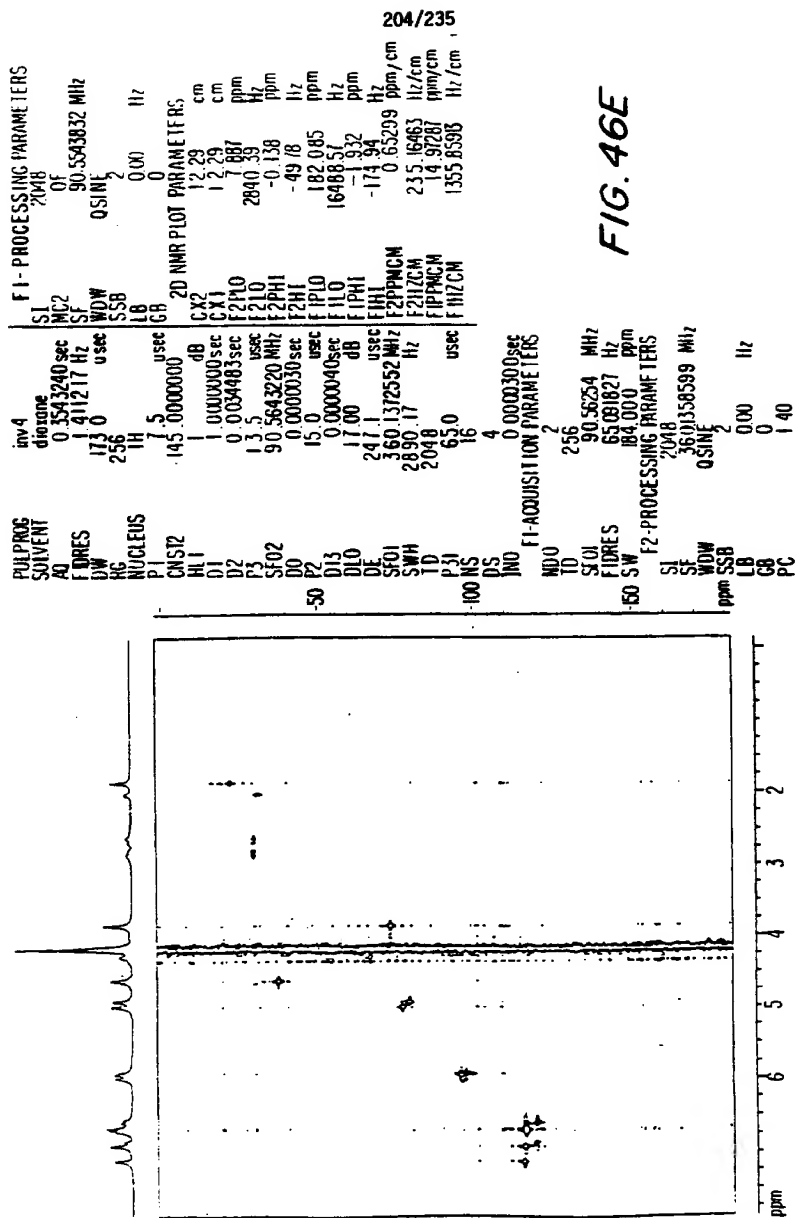 204/235
PULPROG inv4
SOLVENT dioxane
AQ 0.3543240 sec
FIDRES 1.411217 Hz
DW 173.0 usec
RG 256
NUCLEUS 1H
P1 7.5 usec
CNST2 145.0000000
HL1 1 dB
D1 1.0000000 sec
D2 0.0034483 sec
P3 13.5 usec
SFO2 90.5643220 MHz
D0 0.0000030 sec
P2 15.0 usec
D13 0.0000040 sec
DLO 17.00 dB
DE 247.1 usec
SFO1 360.1372552 MHz
SWH 2890.17 Hz
TD 2048
P31 65.0 usec
NS 16
DS 4
IN0 0.0000300 sec
F1-ACQUISITION PARAMETERS
ND0 2
TD 256
SFO1 90.56254 MHz
FIDRES 65.091827 Hz
SW 184.000 ppm
F2-PROCESSING PARAMETERS
SI 2048
SF 360.1358599 MHz
WDW QSINE
SSB 2
LB 0.00 Hz
GB 0
PC 1.40
F1-PROCESSING PARAMETERS
SI 2048
MC2 QF
SF 90.5543832 MHz
WDW QSINE
SSB 2
LB 0.00 Hz
GB 0
2D NMR PLOT PARAMETERS
CX2 12.29 cm
CX1 12.29 cm
F2PLO 7.887 ppm
F2LO 2840.39 Hz
F2PHI -0.138 ppm
F2HI -49.78 Hz
F1PLO 182.085 ppm
F1LO 16488.57 Hz
F1PHI -1.932 ppm
F1HI -174.94 Hz
F2PPMCM 0.65299 ppm/cm
F2HZCM 235.16463 Hz/cm
F1PPMCM 14.97287 ppm/cm
F1HZCM 1355.85913 Hz/cm
50
100
150
ppm
ppm 6 5 4 3 2
FIG. 46E